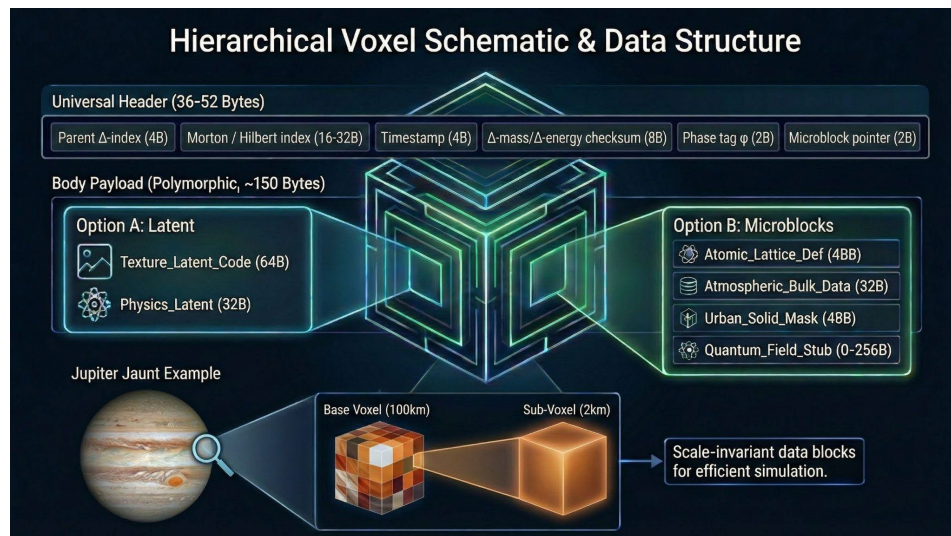 Hierarchical Voxel Schematic & Data Structure
Universal Header (36-52 Bytes)
Parent Δ-index (4B)
Morton / Hilbert index (16-32B)
Timestamp (4B)
Δ-mass/Δ-energy checksum (8B)
Phase tag φ (2B)
Microblock pointer (2B)
Body Payload (Polymorphic, ~150 Bytes)
Option A: Latent
Texture_Latent_Code (64B)
Physics_Latent (32B)
Option B: Microblocks
Atomic_Lattice_Def (4BB)
Atmospheric_Bulk_Data (32B)
Urban_Solid_Mask (48B)
Quantum_Field_Stub (0-256B)
Jupiter Jaunt Example
Base Voxel (100km)
Sub-Voxel (2km)
Scale-invariant data blocks
for efficient simulation.